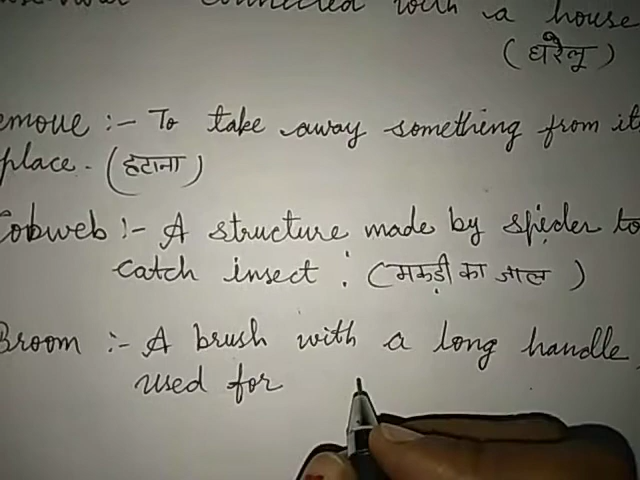 connected with a house
(घरेलू)
emove :- To take away something from it
place. (हटाना)
Cobweb :- A structure made by spider to
catch insect. (मकड़ी का जाल)
Broom :- A brush with a long handle
used for